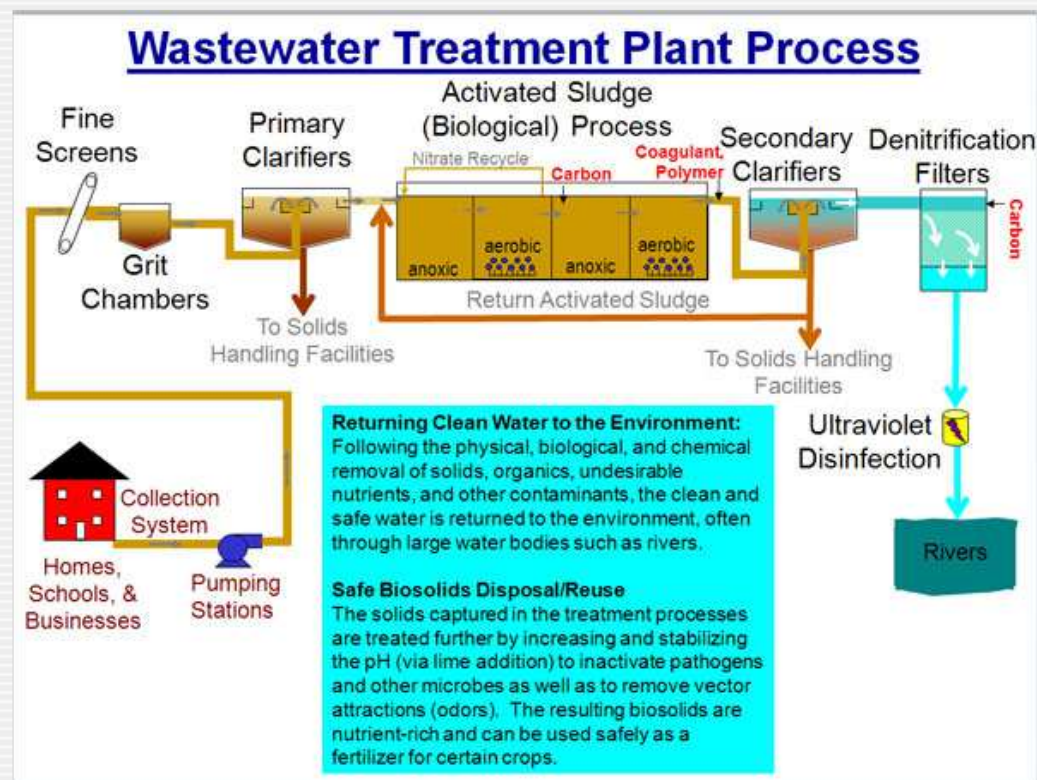 Wastewater Treatment Plant Process
Fine
Screens
Grit
Chambers
Primary
Clarifiers
To Solids
Handling Facilities
Activated Sludge
(Biological) Process
Nitrate Recycle
Carbon
anoxic
aerobic
anoxic
aerobic
Return Activated Sludge
Coagulant,
Polymer
Secondary
Clarifiers
To Solids Handling
Facilities
Denitrification
Filters
Carbon
Ultraviolet
Disinfection
Rivers
Collection
System
Homes,
Schools, &
Businesses
Pumping
Stations
Returning Clean Water to the Environment:
Following the physical, biological, and chemical
removal of solids, organics, undesirable
nutrients, and other contaminants, the clean and
safe water is returned to the environment, often
through large water bodies such as rivers.
Safe Biosolids Disposal/Reuse
The solids captured in the treatment processes
are treated further by increasing and stabilizing
the pH (via lime addition) to inactivate pathogens
and other microbes as well as to remove vector
attractions (odors).  The resulting biosolids are
nutrient-rich and can be used safely as a
fertilizer for certain crops.